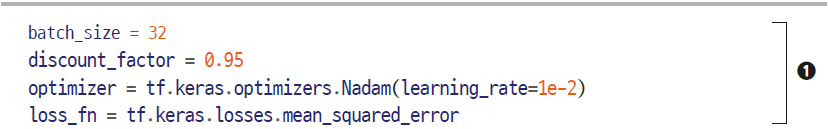 batch_size = 32
discount_factor = 0.95
optimizer = tf.keras.optimizers.Nadam(learning_rate=1e-2)
loss_fn = tf.keras.losses.mean_squared_error
❶